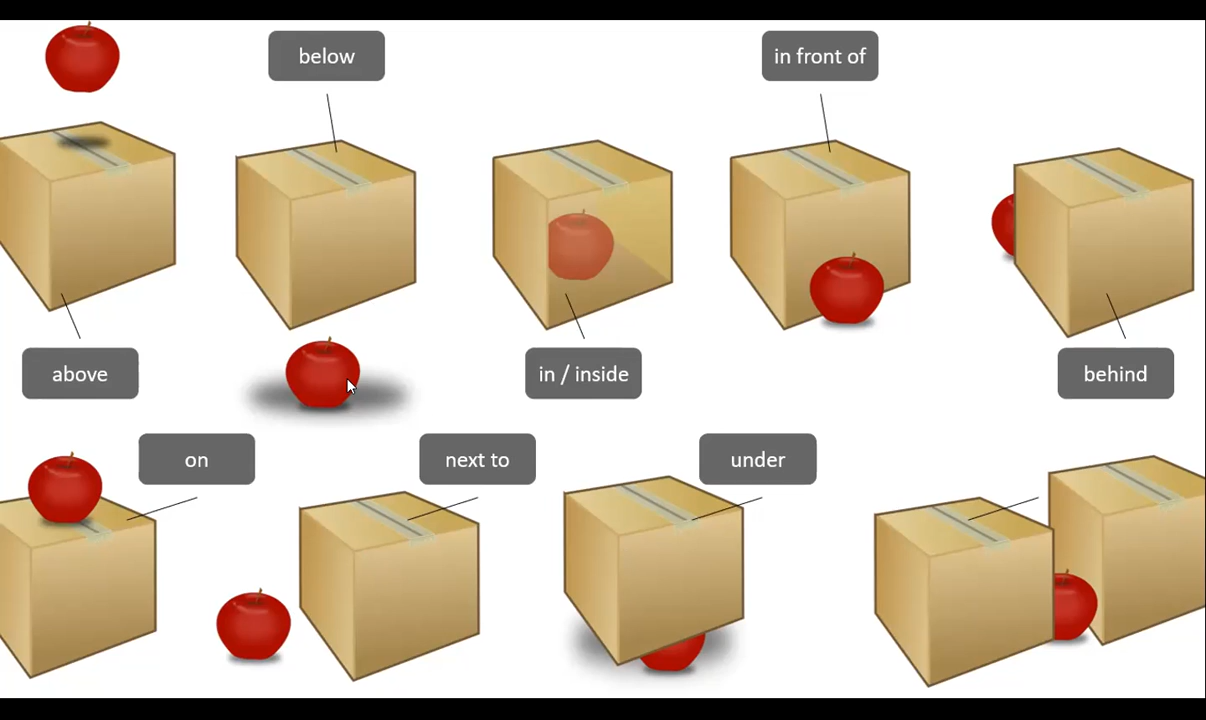 below
in front of
above
in / inside
behind
on
next to
under